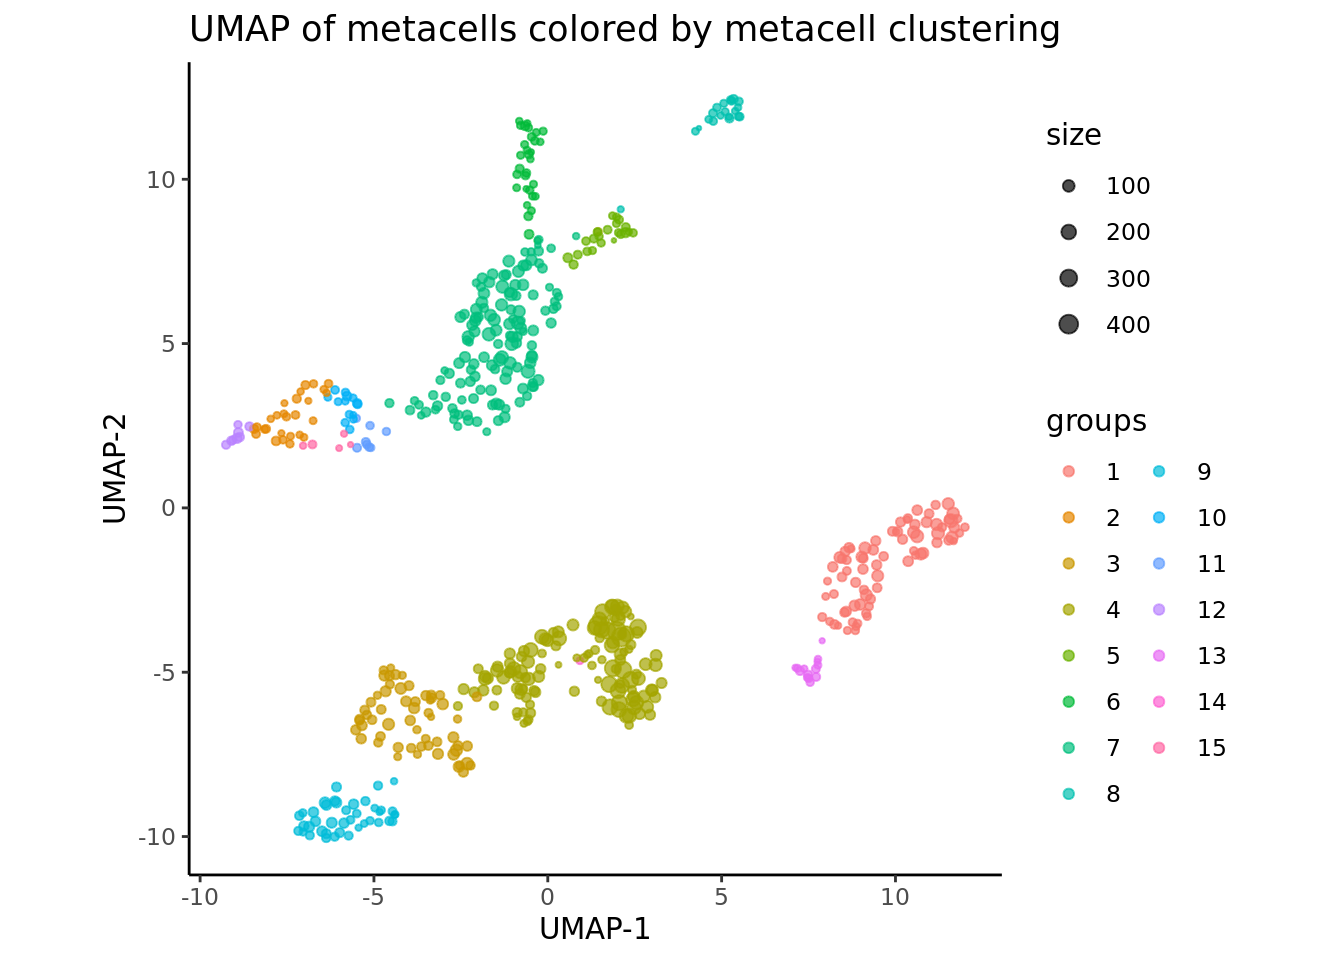 UMAP of metacells colored by metacell clustering
size
100
200
300
400
groups
1 9
2 10
3 11
4 12
5 13
6 14
7 15
8
10
5
0
-5
-10
UMAP-2
-10 -5 0 5 10
UMAP-1